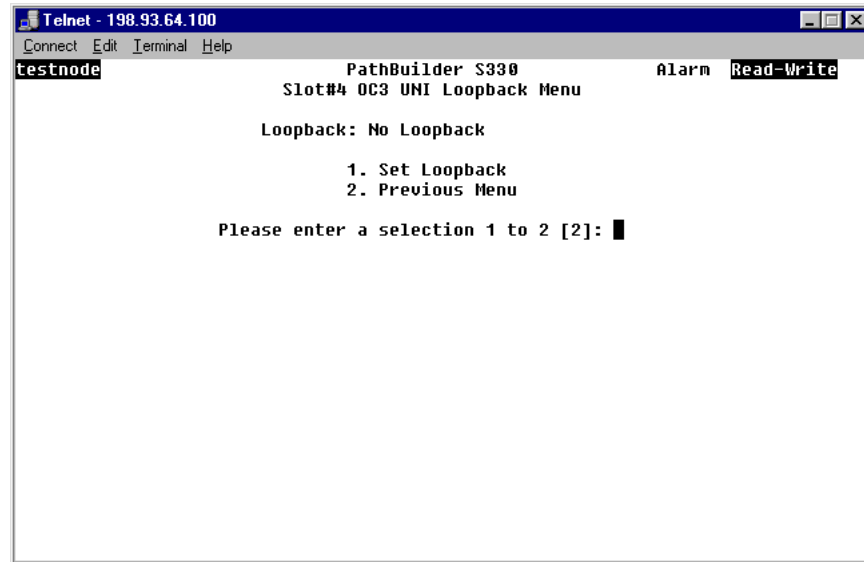 Telnet - 198.93.64.100
Connect Edit Terminal Help
testnode PathBuilder S330 Alarm Read-Write
Slot#4 OC3 UNI Loopback Menu
Loopback: No Loopback
1. Set Loopback
2. Previous Menu
Please enter a selection 1 to 2 [2]: